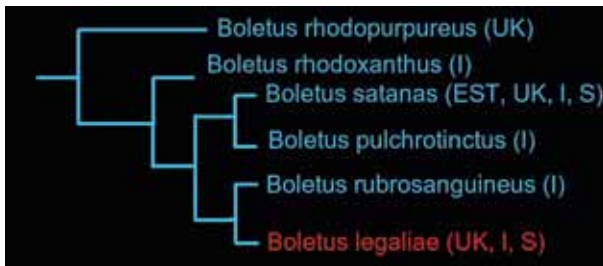 Boletus rhodopurpureus (UK)
Boletus rhodoxanthus (I)
Boletus satanas (EST, UK, I, S)
Boletus pulchrotinctus (I)
Boletus rubrosanguineus (I)
Boletus legaliae (UK, I, S)